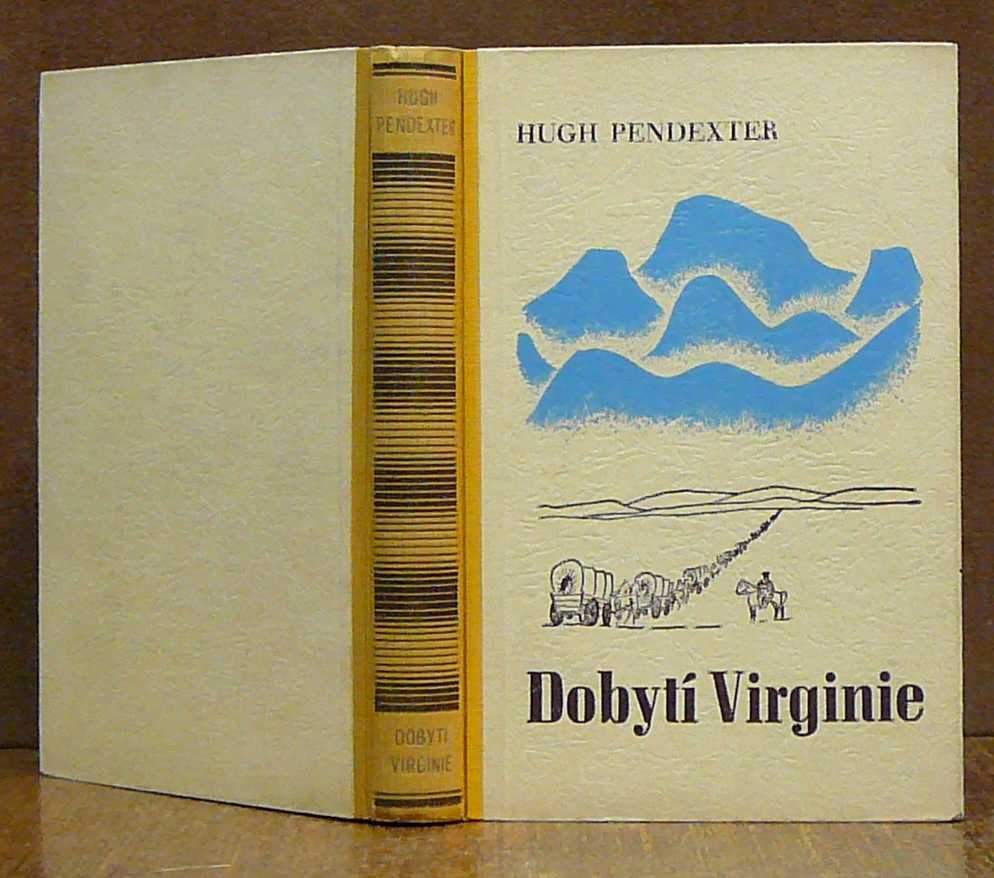 HUGH
PENDEXTER
DOBYTÍ
VIRGINIE
HUGH PENDEXTER
Dobytí Virginie